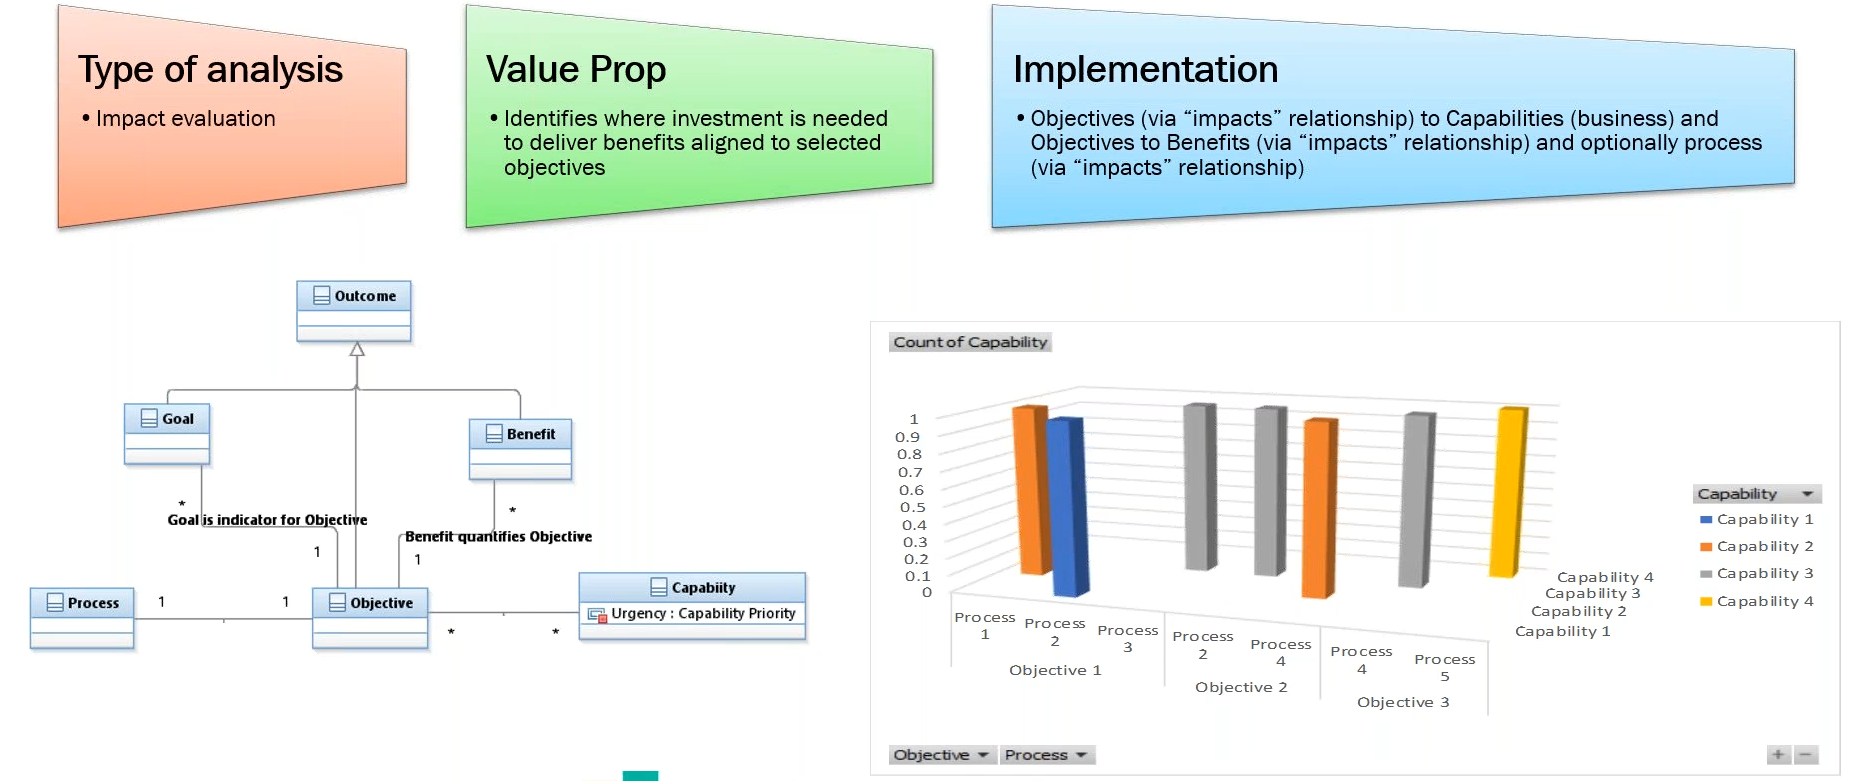 Type of analysis
• Impact evaluation
Value Prop
• Identifies where investment is needed
to deliver benefits aligned to selected
objectives
Implementation
• Objectives (via “impacts” relationship) to Capabilities (business) and
Objectives to Benefits (via “impacts” relationship) and optionally process
(via “impacts” relationship)
Outcome
Goal
Benefit
*
Goal is indicator for Objective
1
*
Benefit quantifies Objective
1
Process
1
1
Objective
*
*
Capabiity
Urgency : Capability Priority
Count of Capability
1
0.9
0.8
0.7
0.6
0.5
0.4
0.3
0.2
0.1
0
Process
1
Process
2
Process
3
Process
2
Process
4
Process
4
Process
5
Objective 1
Objective 2
Objective 3
Capability 4
Capability 3
Capability 2
Capability 1
Capability
Capability 1
Capability 2
Capability 3
Capability 4
Objective
Process
+ −